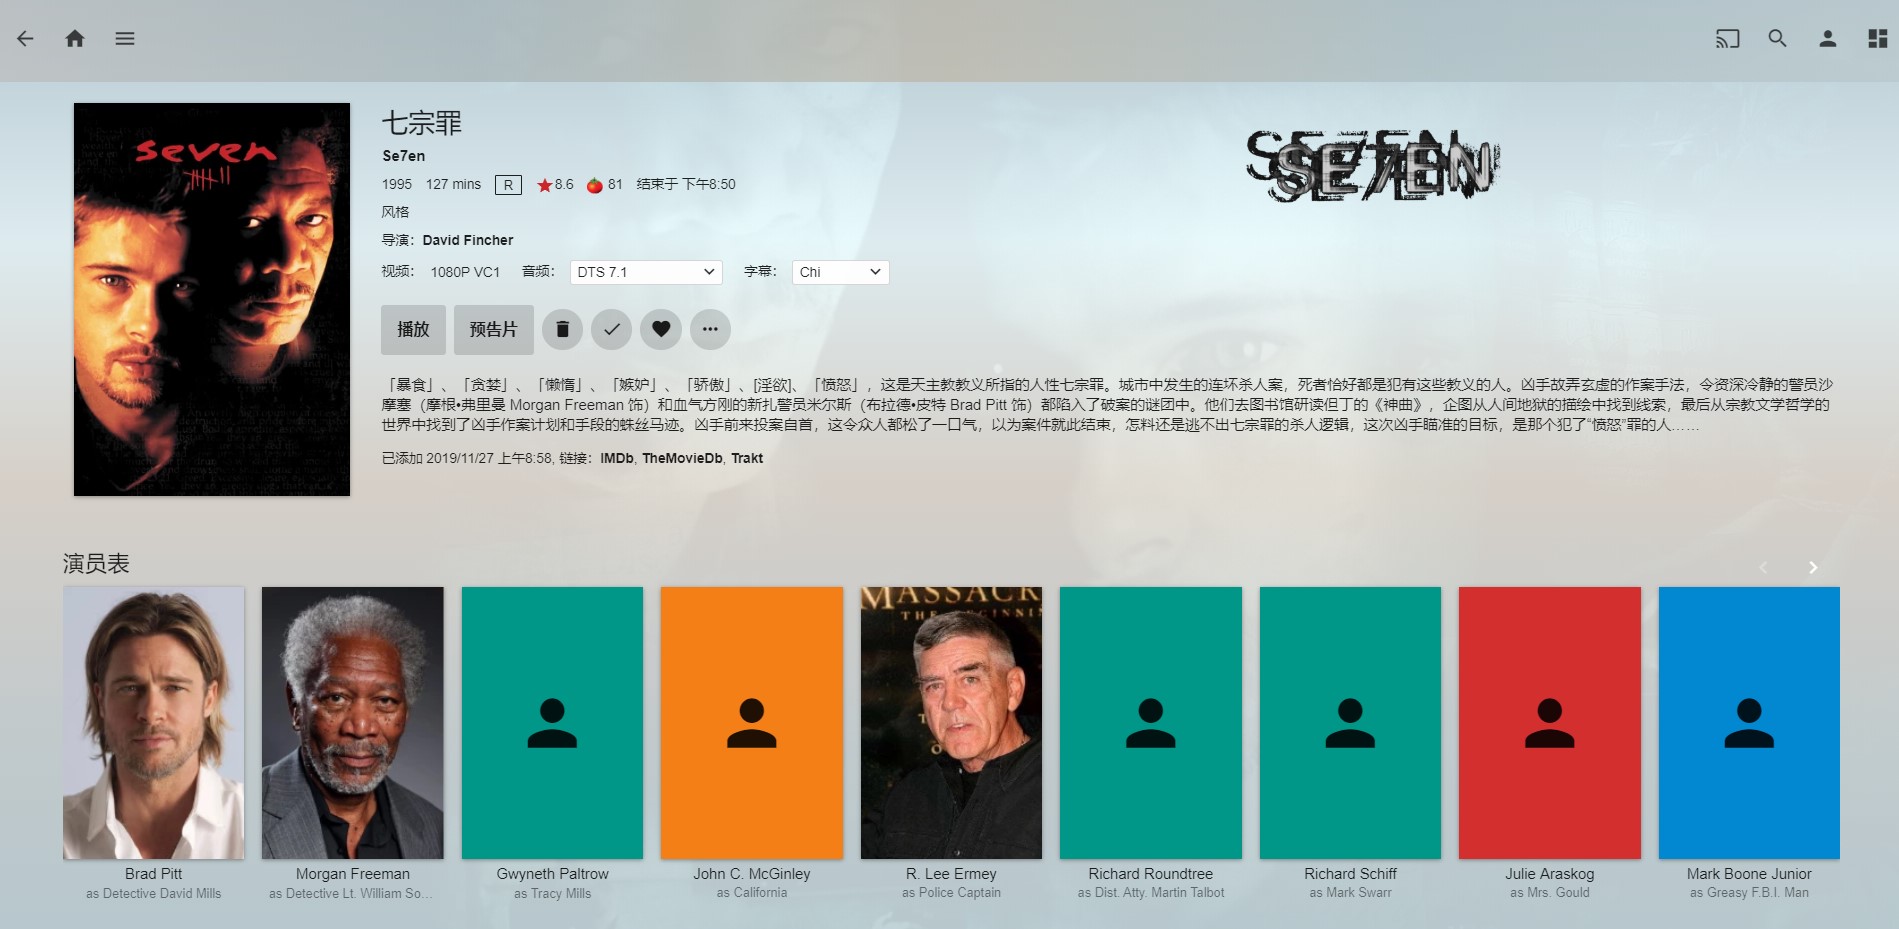 seven
七宗罪
Se7en
SE7EN
1995 127 mins R 8.6 81 结束于 下午8:50
风格
导演： David Fincher
视频： 1080P VC1 音频： DTS 7.1 字幕： Chi
播放 预告片
「暴食」、「贪婪」、「懒惰」、「嫉妒」、「骄傲」、[淫欲]、「愤怒」，这是天主教教义所指的人性七宗罪。城市中发生的连坏杀人案，死者恰好都是犯有这些教义的人。凶手故弄玄虚的作案手法，令资深冷静的警员沙
摩塞（摩根•弗里曼 Morgan Freeman 饰）和血气方刚的新扎警员米尔斯（布拉德•皮特 Brad Pitt 饰）都陷入了破案的谜团中。他们去图书馆研读但丁的《神曲》，企图从人间地狱的描绘中找到线索，最后从宗教文学哲学的
世界中找到了凶手作案计划和手段的蛛丝马迹。凶手前来投案自首，这令众人都松了一口气，以为案件就此结束，怎料还是逃不出七宗罪的杀人逻辑，这次凶手瞄准的目标，是那个犯了“愤怒”罪的人……
已添加 2019/11/27 上午8:58, 链接： IMDb, TheMovieDb, Trakt
演员表
MASSACR
THE BEGINNIN
Brad Pitt
as Detective David Mills
Morgan Freeman
as Detective Lt. William So...
Gwyneth Paltrow
as Tracy Mills
John C. McGinley
as California
R. Lee Ermey
as Police Captain
Richard Roundtree
as Dist. Atty. Martin Talbot
Richard Schiff
as Mark Swarr
Julie Araskog
as Mrs. Gould
Mark Boone Junior
as Greasy F.B.I. Man